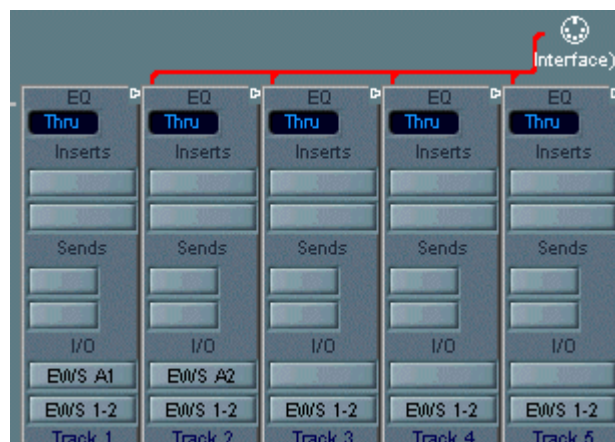 Interface)
EQ EQ EQ EQ EQ
Thru Thru Thru Thru Thru
Inserts Inserts Inserts Inserts Inserts
Sends Sends Sends Sends Sends
I/O I/O I/O I/O I/O
EWS A1 EWS A2
EWS 1-2 EWS 1-2 EWS 1-2 EWS 1-2 EWS 1-2
Track 1 Track 2 Track 3 Track 4 Track 5